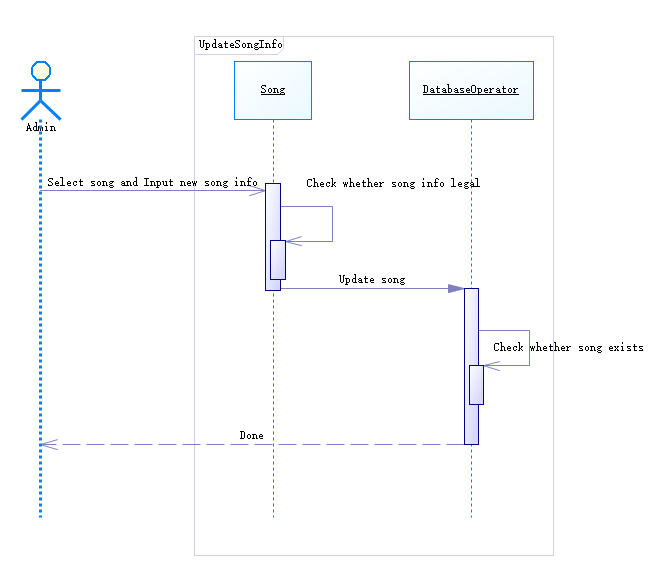 UpdateSongInfo
Song
DatabaseOperator
Admin
Select song and Input new song info
Check whether song info legal
Update song
Check whether song exists
Done